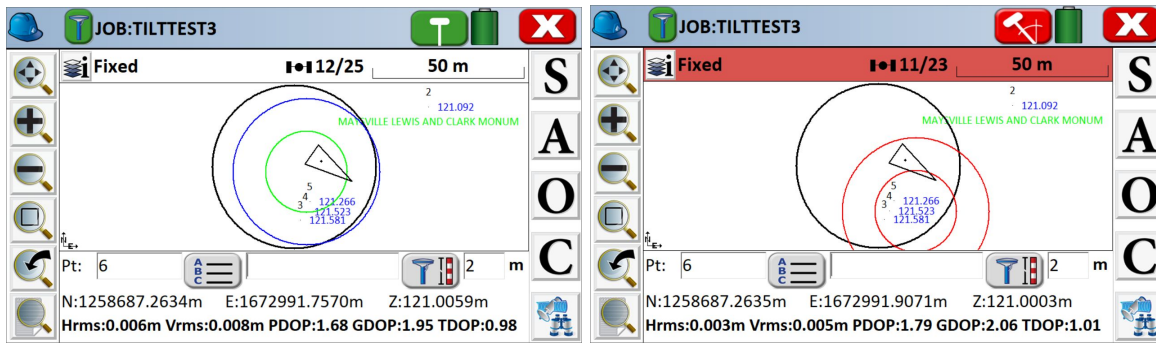 JOB:TILTTEST3
i Fixed 12/25 50 m
S
2
121.092
MAYSVILLE LEWIS AND CLARK MONUM
A
5
4 121.266
3 121.523
121.581
O
N
E
Pt: 6 A B C 2 m
C
N:1258687.2634m E:1672991.7570m Z:121.0059m
Hrms:0.006m Vrms:0.008m PDOP:1.68 GDOP:1.95 TDOP:0.98
JOB:TILTTEST3
i Fixed 11/23 50 m
S
2
121.092
MAYSVILLE LEWIS AND CLARK MONUM
A
5
4 121.266
3 121.523
121.581
O
N
E
Pt: 6 A B C 2 m
C
N:1258687.2635m E:1672991.9071m Z:121.0003m
Hrms:0.003m Vrms:0.005m PDOP:1.79 GDOP:2.06 TDOP:1.01